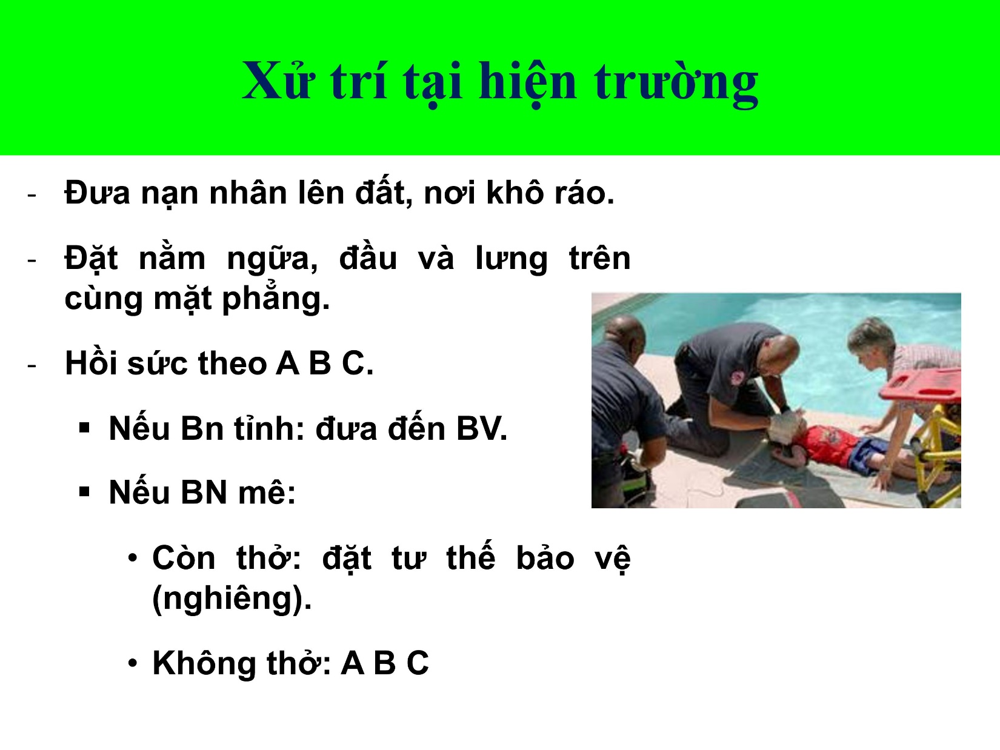 Xử trí tại hiện trường
- Đưa nạn nhân lên đất, nơi khô ráo.
- Đặt nằm ngữa, đầu và lưng trên
cùng mặt phẳng.
- Hồi sức theo A B C.
▪ Nếu Bn tỉnh: đưa đến BV.
▪ Nếu BN mê:
• Còn thở: đặt tư thế bảo vệ
(nghiêng).
• Không thở: A B C